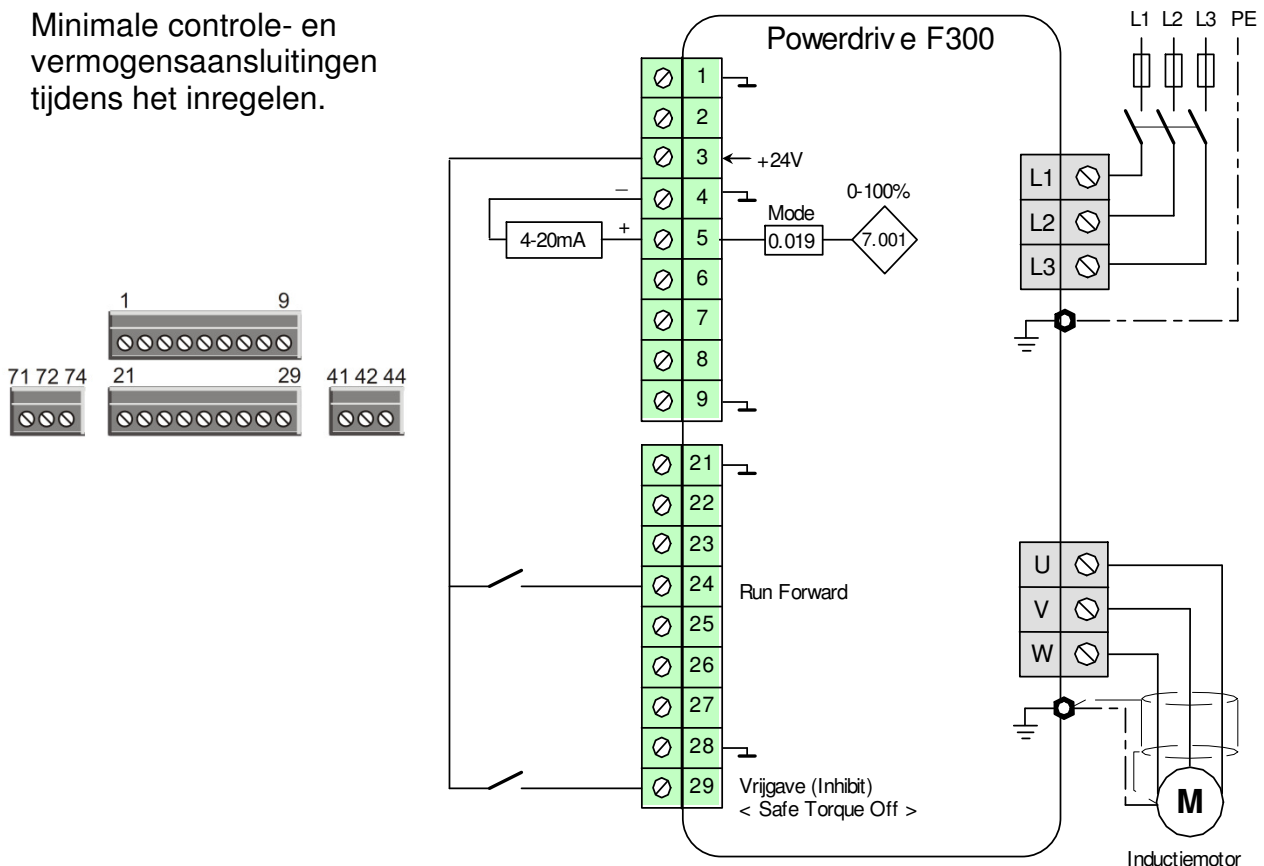 Minimale controle- en
vermogensaansluitingen
tijdens het inregelen.
Powerdrive F300
L1 L2 L3 PE
1
2
3
+24V
–
4
0-100%
4-20mA
+
5
Mode
0.019
7.001
6
7
8
9
L1
L2
L3
1 9
71 72 74
21 29
41 42 44
21
22
23
24
Run Forward
25
26
27
28
29
Vrijgave (Inhibit)
< Safe Torque Off >
U
V
W
M
Inductiemotor